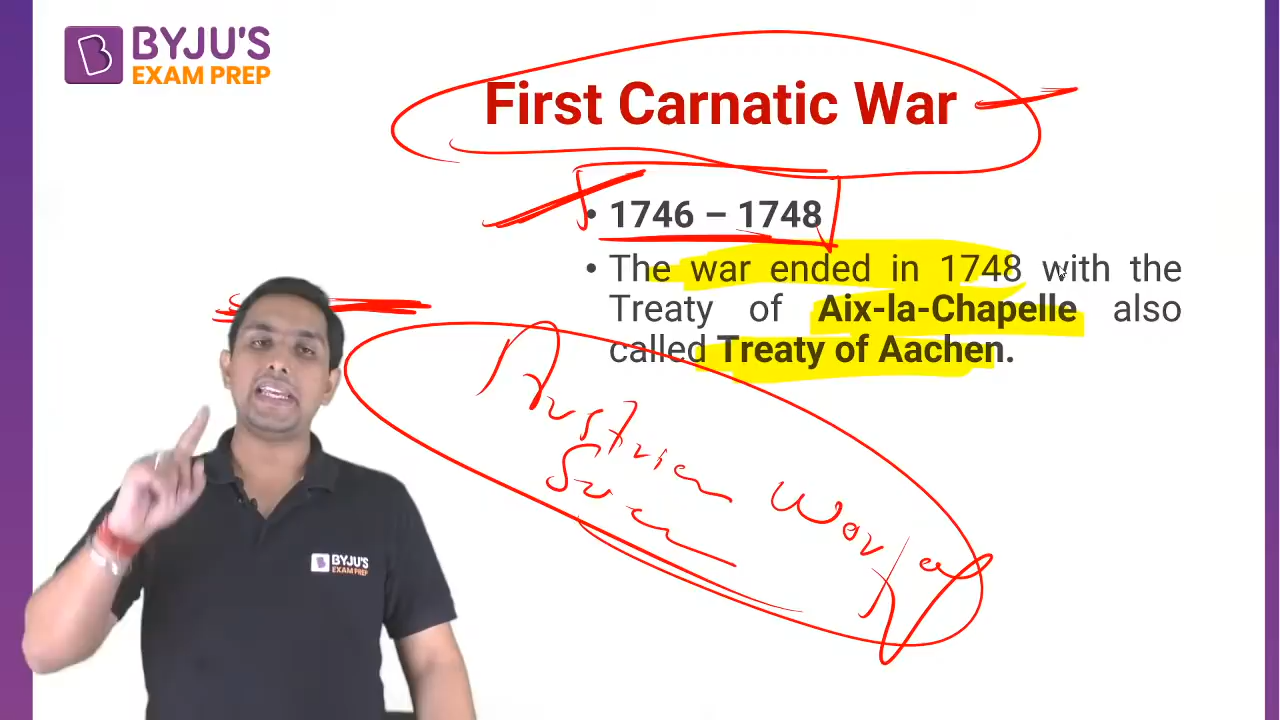 BYJU'S
EXAM PREP
First Carnatic War
• 1746 – 1748
• The war ended in 1748 with the
Treaty of Aix-la-Chapelle also
called Treaty of Aachen.
Austrian War of
BYJU'S
EXAM PREP